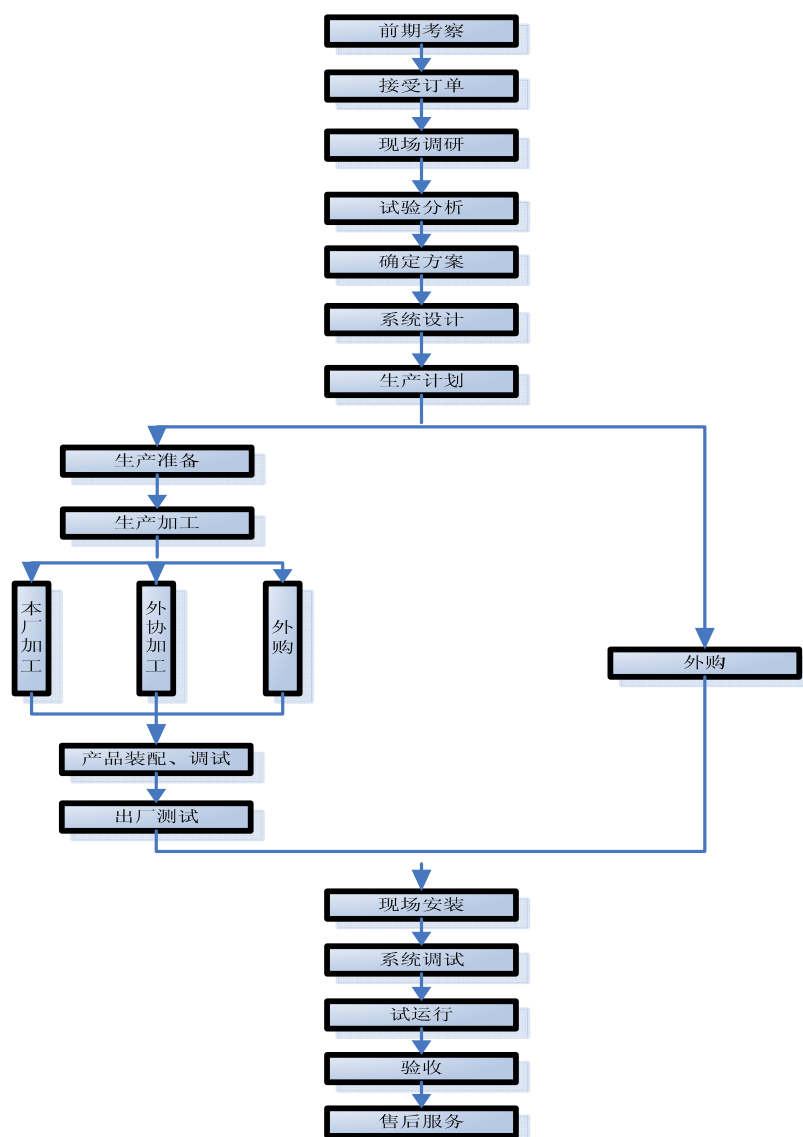 前期考察
接受订单
现场调研
试验分析
确定方案
系统设计
生产计划
生产准备
生产加工
本厂加工
外协加工
外购
外购
产品装配、调试
出厂测试
现场安装
系统调试
试运行
验收
售后服务